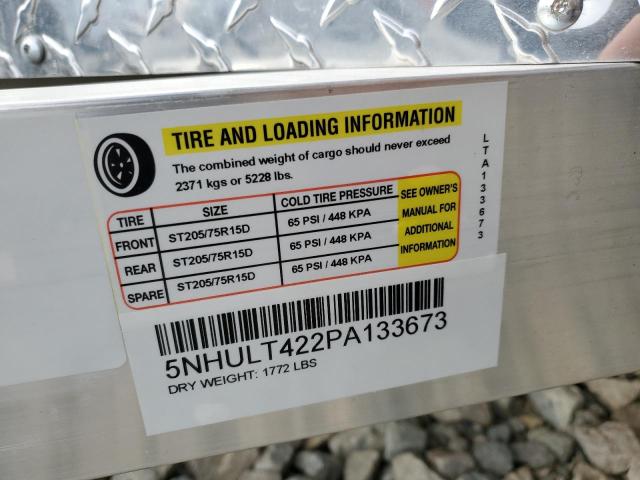 TIRE AND LOADING INFORMATION
The combined weight of cargo should never exceed
2371 kgs or 5228 lbs.
TIRE SIZE COLD TIRE PRESSURE SEE OWNER'S
MANUAL FOR
ADDITIONAL
INFORMATION
FRONT ST205/75R15D 65 PSI / 448 KPA
REAR ST205/75R15D 65 PSI / 448 KPA
SPARE ST205/75R15D 65 PSI / 448 KPA
LTA133673
5NHULT422PA133673
DRY WEIGHT: 1772 LBS